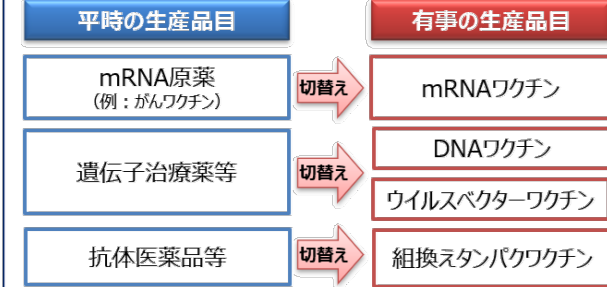 平時の生産品目
有事の生産品目
mRNA原薬
(例：がんワクチン)
切替え
mRNAワクチン
遺伝子治療薬等
切替え
DNAワクチン
ウイルスベクターワクチン
抗体医薬品等
切替え
組換えタンパクワクチン